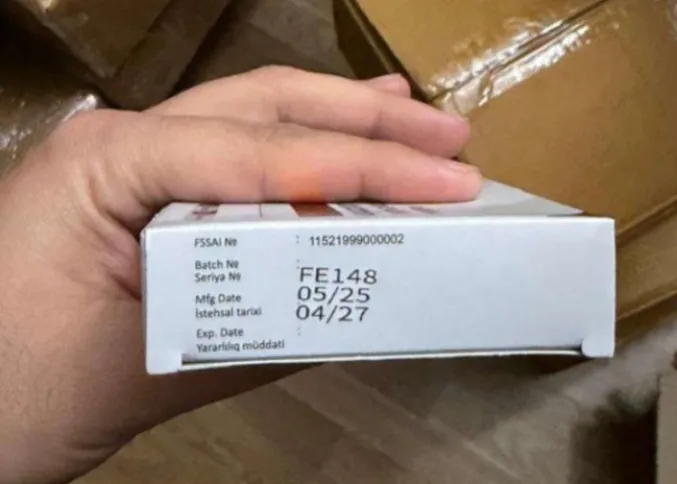 FSSAI № : 11521999000002
Batch № :
Seriya № FE148
Mfg Date 05/25
İstehsal tarixi 04/27
Exp. Date :
Yararlılıq müddəti